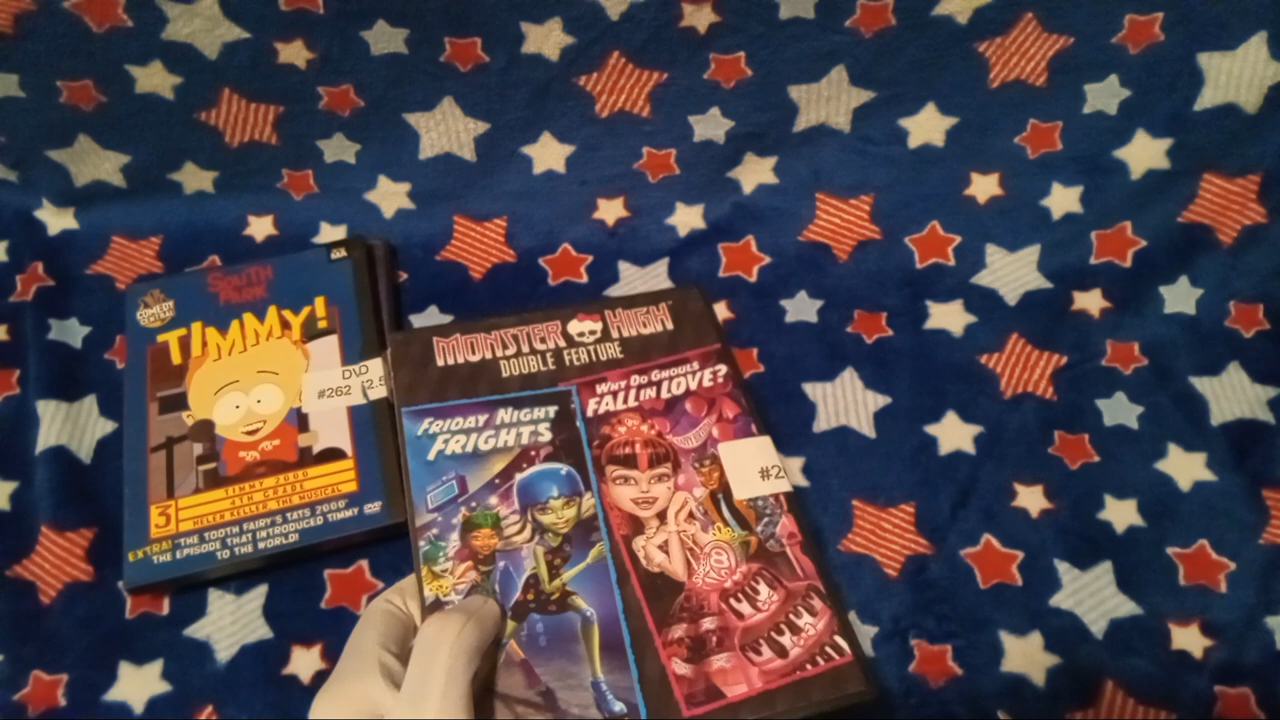 SOUTH
PARK
COMEDY
CENTRAL
TIMMY!
DVD
#262 $2.5
3
TIMMY 2000
4TH GRADE
HELEN KELLER, THE MUSICAL
EXTRA! "THE TOOTH FAIRY'S TATS 2000"
THE EPISODE THAT INTRODUCED TIMMY
TO THE WORLD!
DVD
MONSTER HIGH
DOUBLE FEATURE
FRIDAY NIGHT
FRIGHTS
WHY DO GHOULS
FALL IN LOVE?
#2